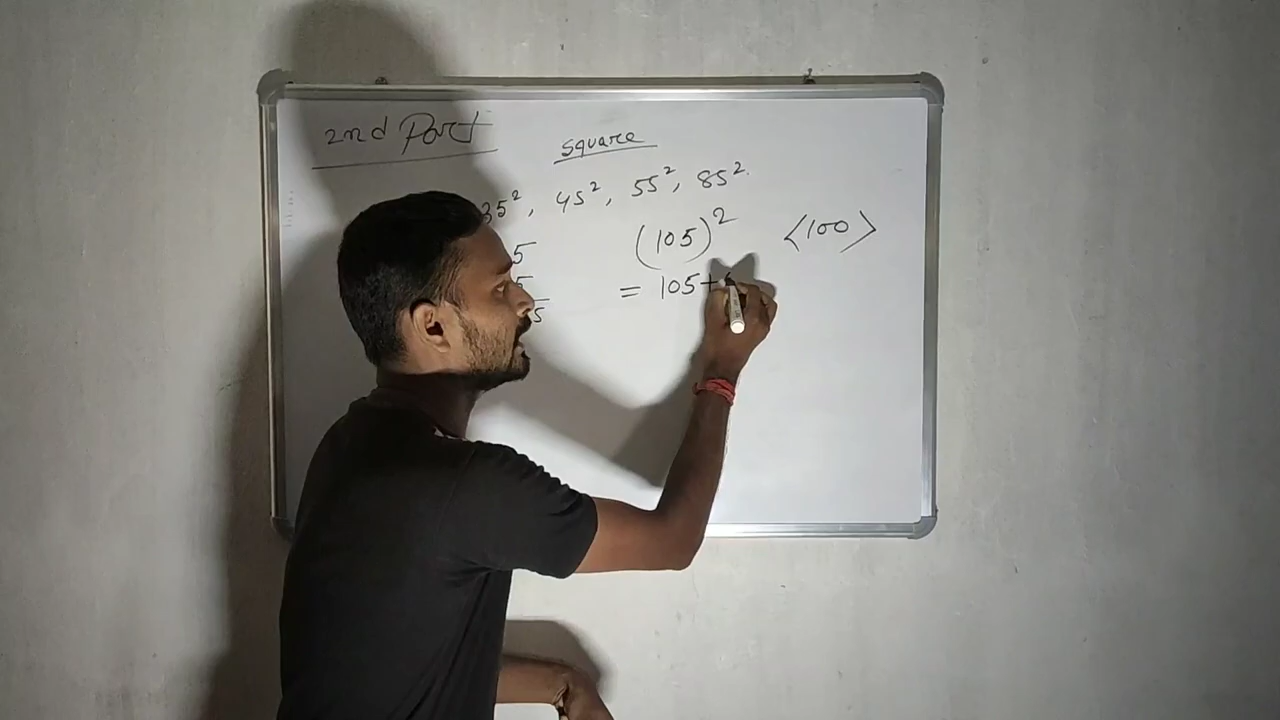 2nd Part
square
35², 45², 55², 85².
(105)² <100>
5
= 105+
5
5